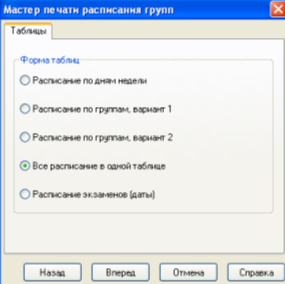 Мастер печати расписания групп
Таблицы
Форма таблиц
Расписание по дням недели
Расписание по группам, вариант 1
Расписание по группам, вариант 2
Все расписание в одной таблице
Расписание экзаменов (даты)
Назад Вперед Отмена Справка